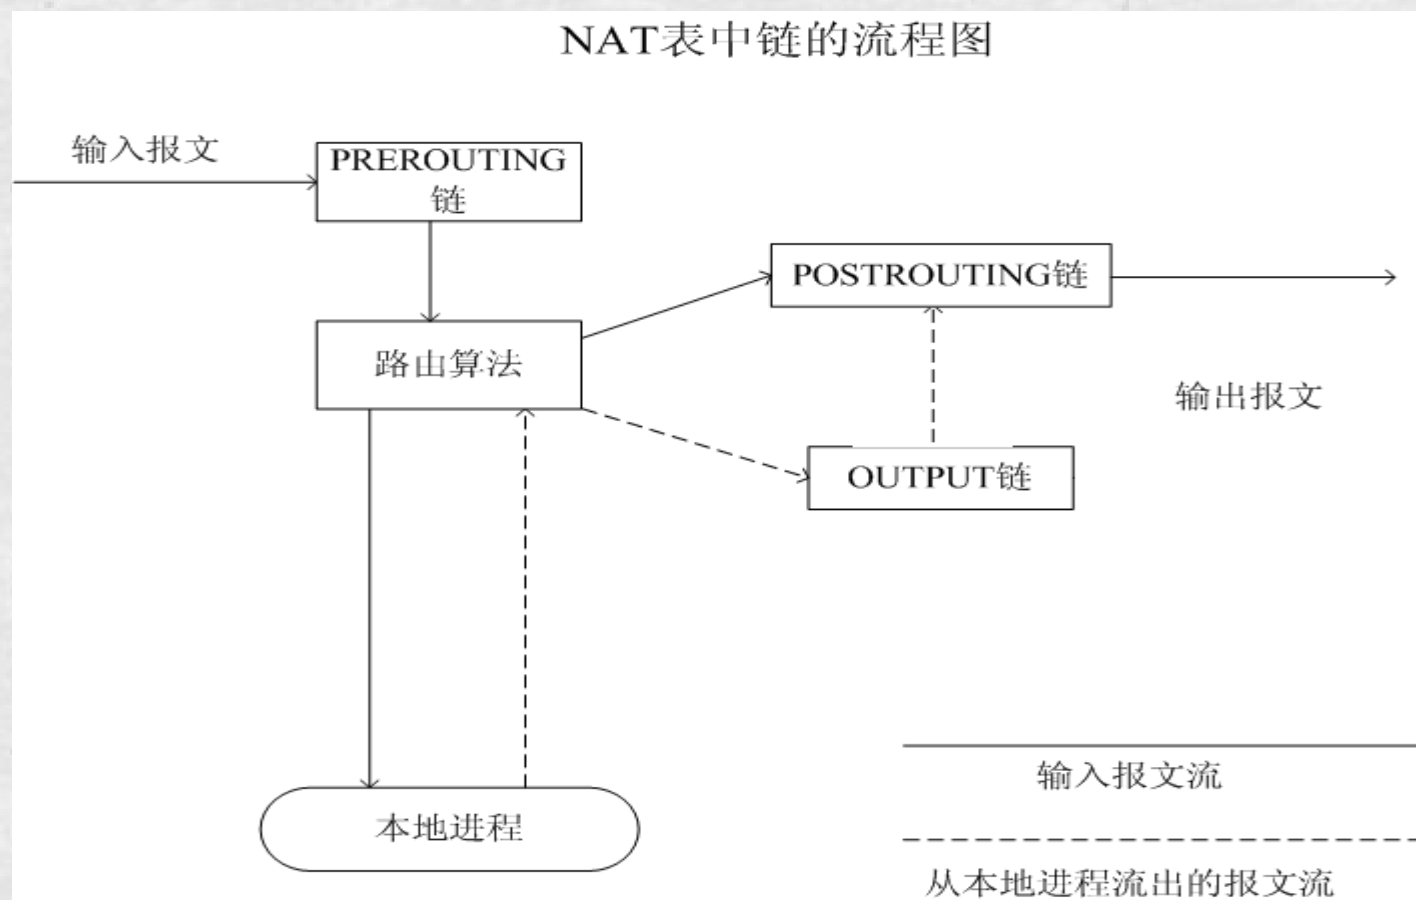 NAT表中链的流程图
输入报文
PREROUTING
链
POSTROUTING链
路由算法
输出报文
OUTPUT链
输入报文流
本地进程
从本地进程流出的报文流